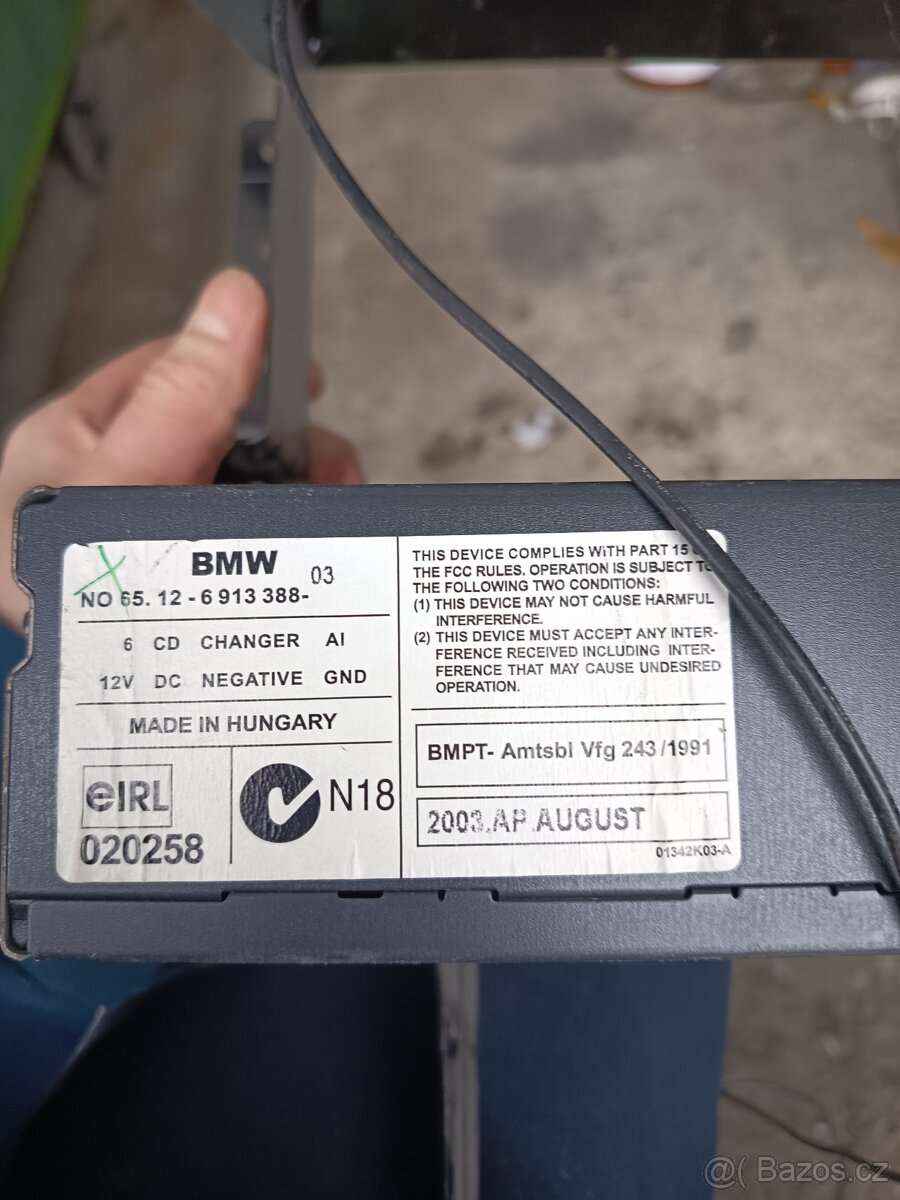 BMW
NO 65. 12 - 6 913 388- 03
6 CD CHANGER AI
12V DC NEGATIVE GND
MADE IN HUNGARY
eIRL
020258
N18
THIS DEVICE COMPLIES WITH PART 15
THE FCC RULES. OPERATION IS SUBJECT TO
THE FOLLOWING TWO CONDITIONS:
(1) THIS DEVICE MAY NOT CAUSE HARMFUL
INTERFERENCE.
(2) THIS DEVICE MUST ACCEPT ANY INTER-
FERENCE RECEIVED INCLUDING INTER-
FERENCE THAT MAY CAUSE UNDESIRED
OPERATION.
BMPT- Amtsbl Vfg 243/1991
2003.AP.AUGUST
01342K03-A
@( Bazos.cz